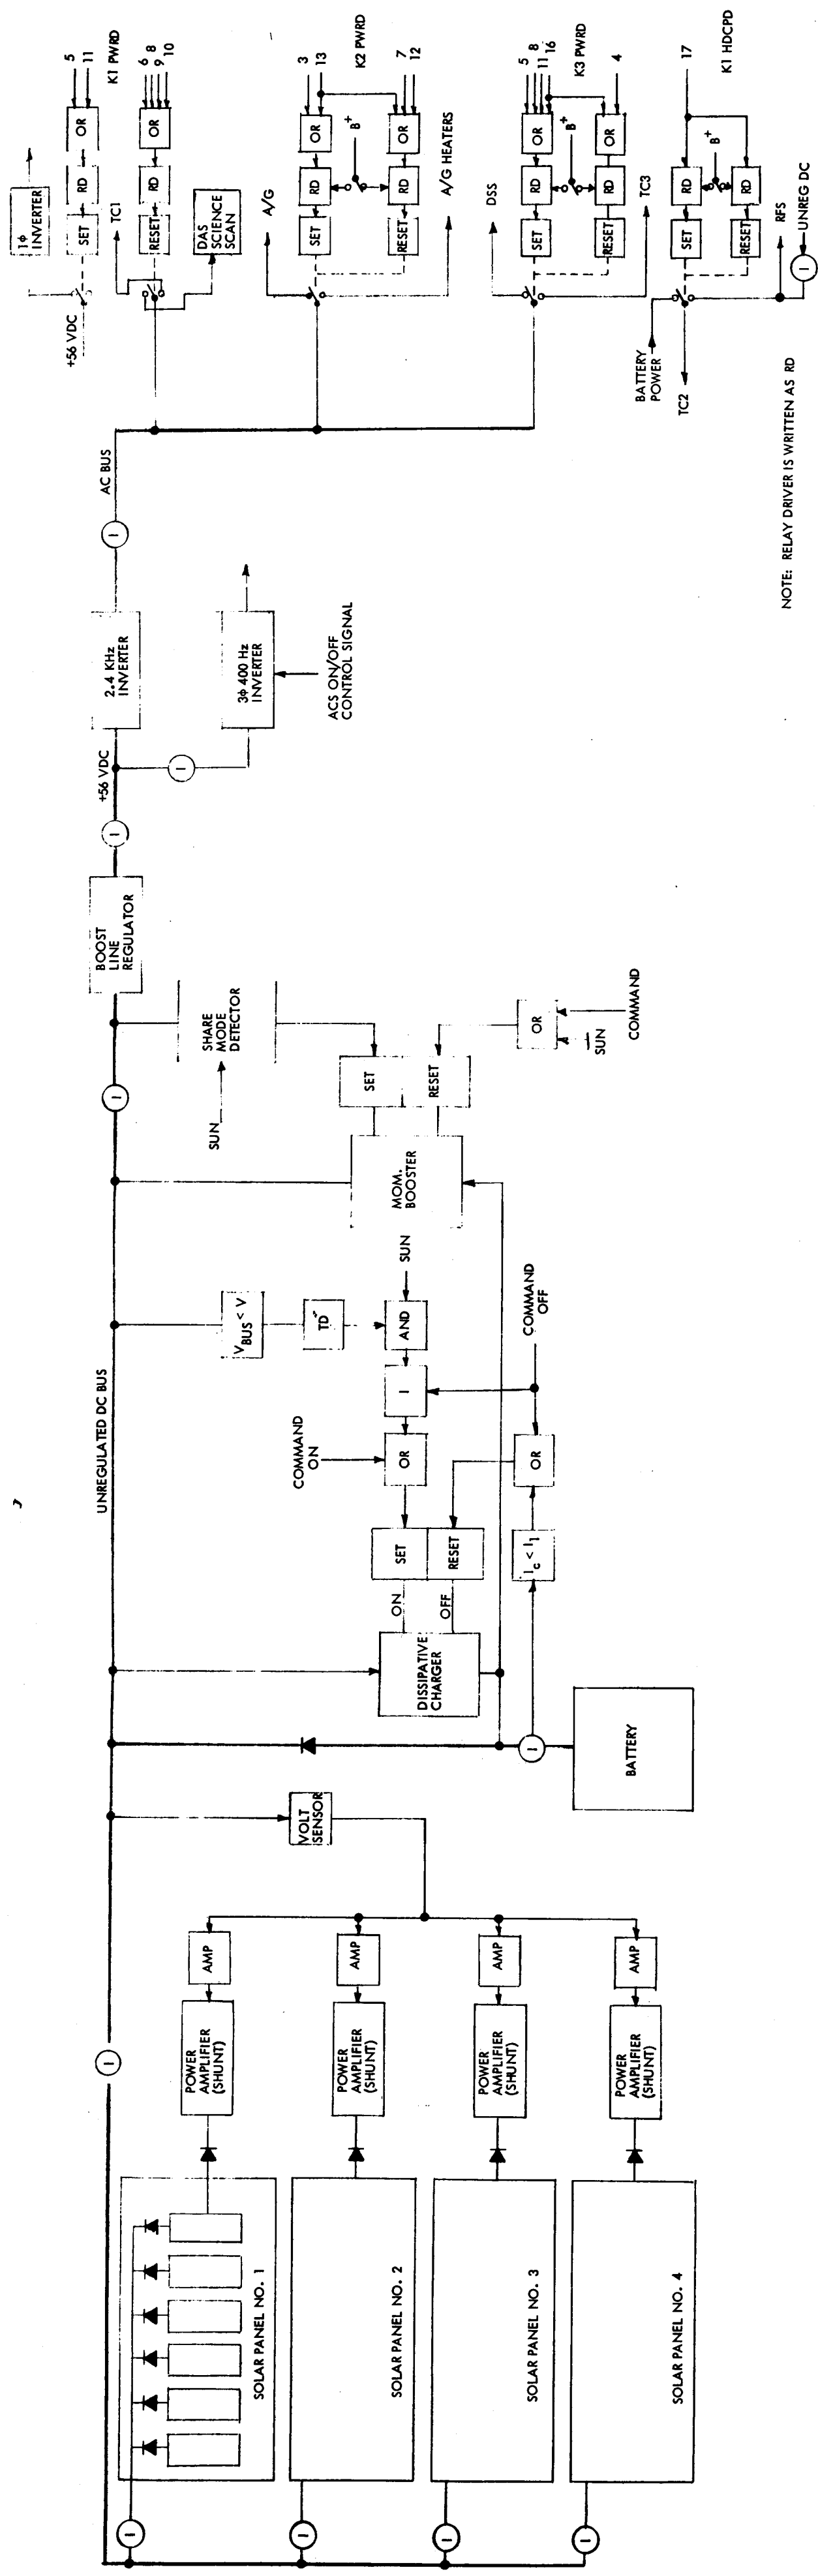 UNREGULATED DC BUS
SOLAR PANEL NO. 1
SOLAR PANEL NO. 2
SOLAR PANEL NO. 3
SOLAR PANEL NO. 4
I
I
I
I
I
POWER
AMPLIFIER
(SHUNT)
AMP
POWER
AMPLIFIER
(SHUNT)
AMP
POWER
AMPLIFIER
(SHUNT)
AMP
POWER
AMPLIFIER
(SHUNT)
AMP
VOLT
SENSOR
BATTERY
I
DISSIPATIVE
CHARGER
ON
OFF
SET
RESET
I_c < I_1
COMMAND
ON
OR
OR
I
AND
TD
V_BUS < V
SUN
COMMAND
OFF
MOM.
BOOSTER
SET
RESET
SUN
SHARE
MODE
DETECTOR
OR
SUN
COMMAND
I
BOOST
LINE
REGULATOR
I
+56 VDC
I
2.4 KHz
INVERTER
3ϕ 400 Hz
INVERTER
ACS ON/OFF
CONTROL SIGNAL
I
AC BUS
+56 VDC
1ϕ
INVERTER
SET
RD
OR
5
11
K1 PWRD
TC1
RESET
RD
OR
6
8
9
10
DAS
SCIENCE
SCAN
A/G
SET
RD
OR
3
13
K2 PWRD
B+
RESET
RD
OR
7
12
A/G HEATERS
DSS
SET
RD
OR
5
8
11
16
K3 PWRD
B+
RESET
RD
OR
4
TC3
BATTERY
POWER
TC2
SET
RD
17
K1 HDCPD
B+
RESET
RD
RFS
I
UNREG DC
NOTE: RELAY DRIVER IS WRITTEN AS RD